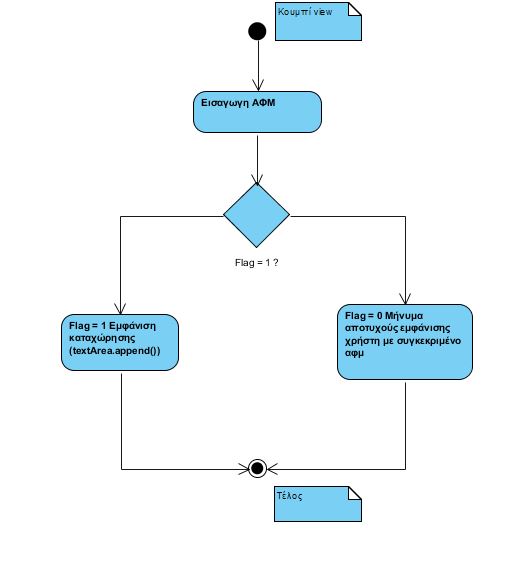 Κουμπί view
Εισαγωγη ΑΦΜ
Flag = 1 ?
Flag = 1 Εμφάνιση
καταχώρησης
(textArea.append())
Flag = 0 Μήνυμα
αποτυχούς εμφάνισης
χρήστη με συγκεκριμένο
αφμ
Τέλος